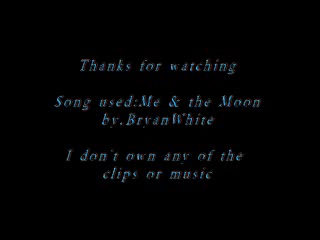 Thanks for watching
Song used:Me & the Moon
by.BryanWhite
I don't own any of the
clips or music